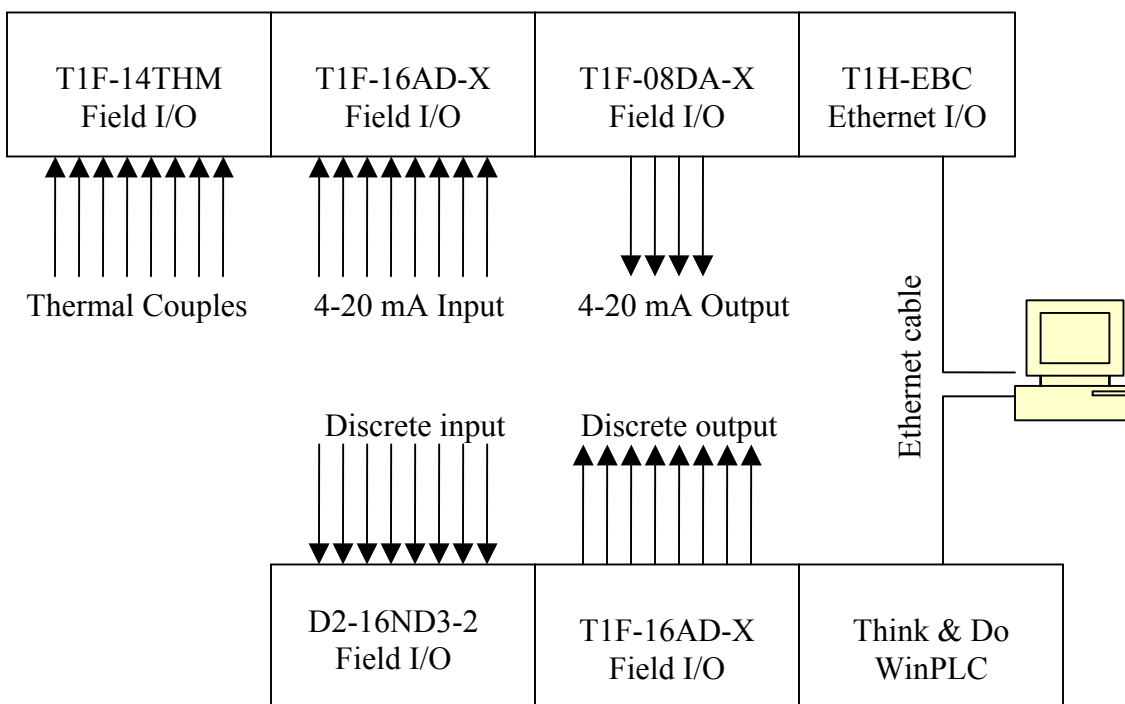 T1F-14THM
Field I/O
T1F-16AD-X
Field I/O
T1F-08DA-X
Field I/O
T1H-EBC
Ethernet I/O
Thermal Couples
4-20 mA Input
4-20 mA Output
Ethernet cable
Discrete input
Discrete output
D2-16ND3-2
Field I/O
T1F-16AD-X
Field I/O
Think & Do
WinPLC